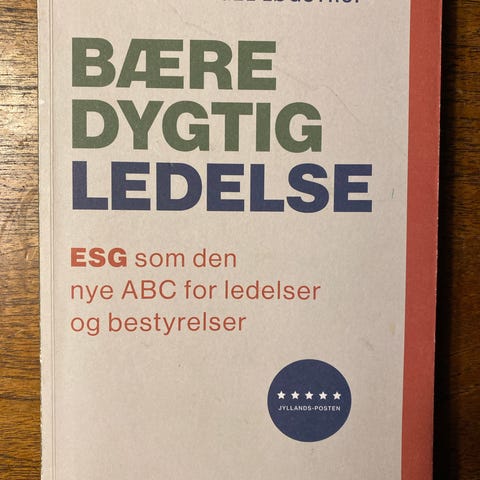 BÆRE
DYGTIG
LEDELSE
ESG som den
nye ABC for ledelser
og bestyrelser
★★★★★
JYLLANDS-POSTEN